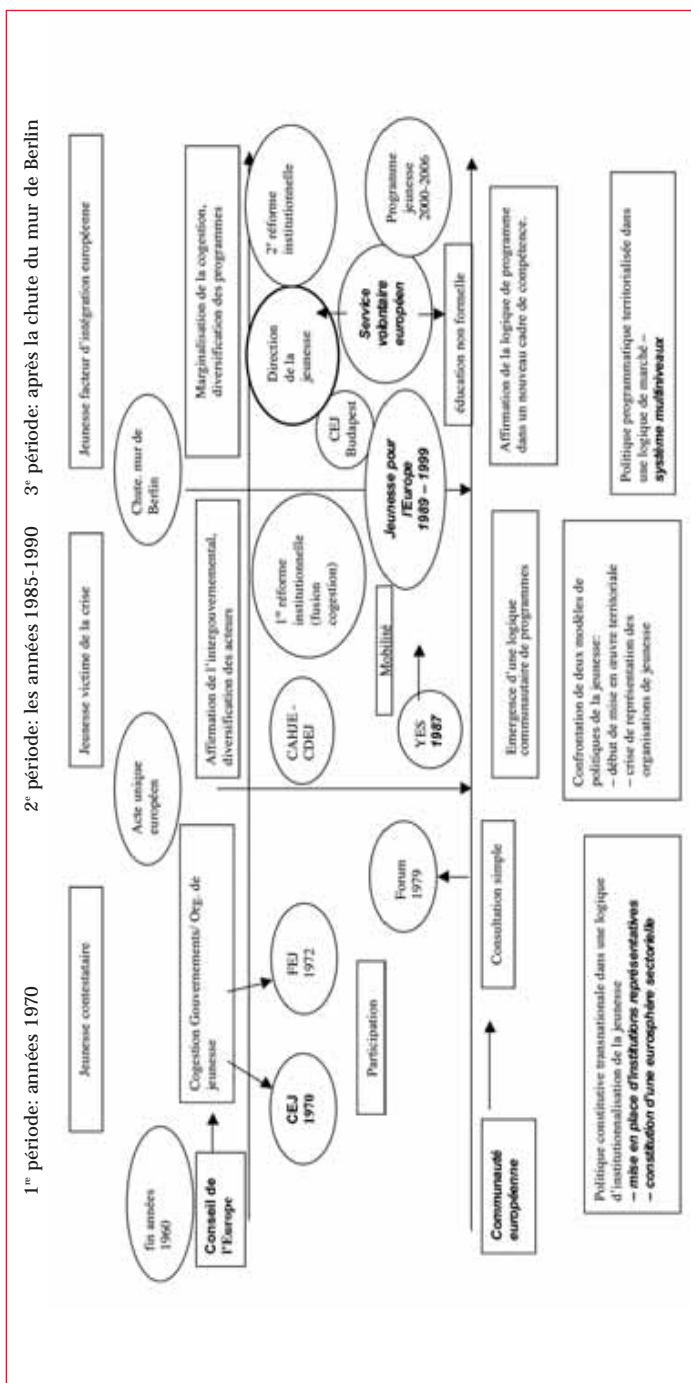 1re période: années 1970
2e période: les années 1985-1990
3e période: après la chute du mur de Berlin
Jeunesse contestataire
Jeunesse victime de la crise
Jeunesse facteur d'intégration européenne
fin années
1960
Acte unique
européen
Chute. mur de
Berlin
Conseil de
l'Europe
Cogestion Gouvernements/ Org. de
jeunesse
Affirmation de l'intergouvernemental,
diversification des acteurs
Marginalisation de la cogestion,
diversification des programmes
CEJ
1970
FEJ
1972
CAHJE -
CDEJ
1re réforme
institutionnelle
(fusion
cogestion)
Direction
de la
jeunesse
2e réforme
institutionnelle
CEJ
Budapest
Participation
Forum
1979
Mobilité
YES
1987
Jeunesse pour
l'Europe
1989 – 1999
Service
volontaire
européen
Programme
jeunesse
2000-2006
éducation non formelle
Communauté
européenne
Consultation simple
Emergence d'une logique
communautaire de programmes
Affirmation de la logique de programme
dans un nouveau cadre de compétence.
Politique constitutive transnationale dans une logique
d'institutionnalisation de la jeunesse
– mise en place d'institutions représentatives
– constitution d'une eurosphère sectorielle
Confrontation de deux modèles de
politiques de la jeunesse:
– début de mise en œuvre territoriale
– crise de représentation des
organisations de jeunesse
Politique programmatique territorialisée dans
une logique de marché –
système multiniveaux